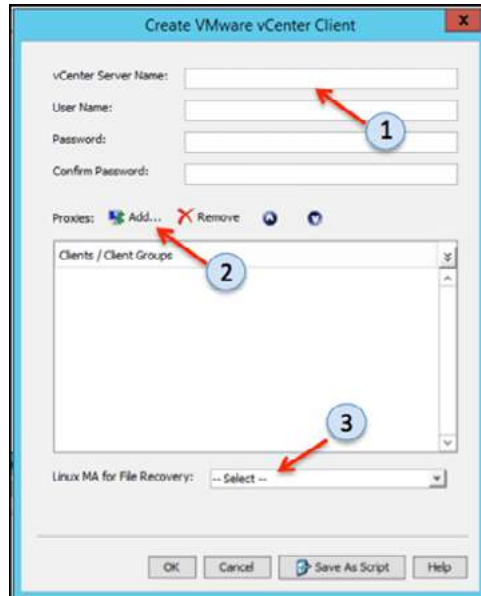 Create VMware vCenter Client
x
vCenter Server Name:
1
User Name:
Password:
Confirm Password:
Proxies: Add... Remove
Clients / Client Groups
2
3
Linux MA for File Recovery: -- Select --
OK Cancel Save As Script Help